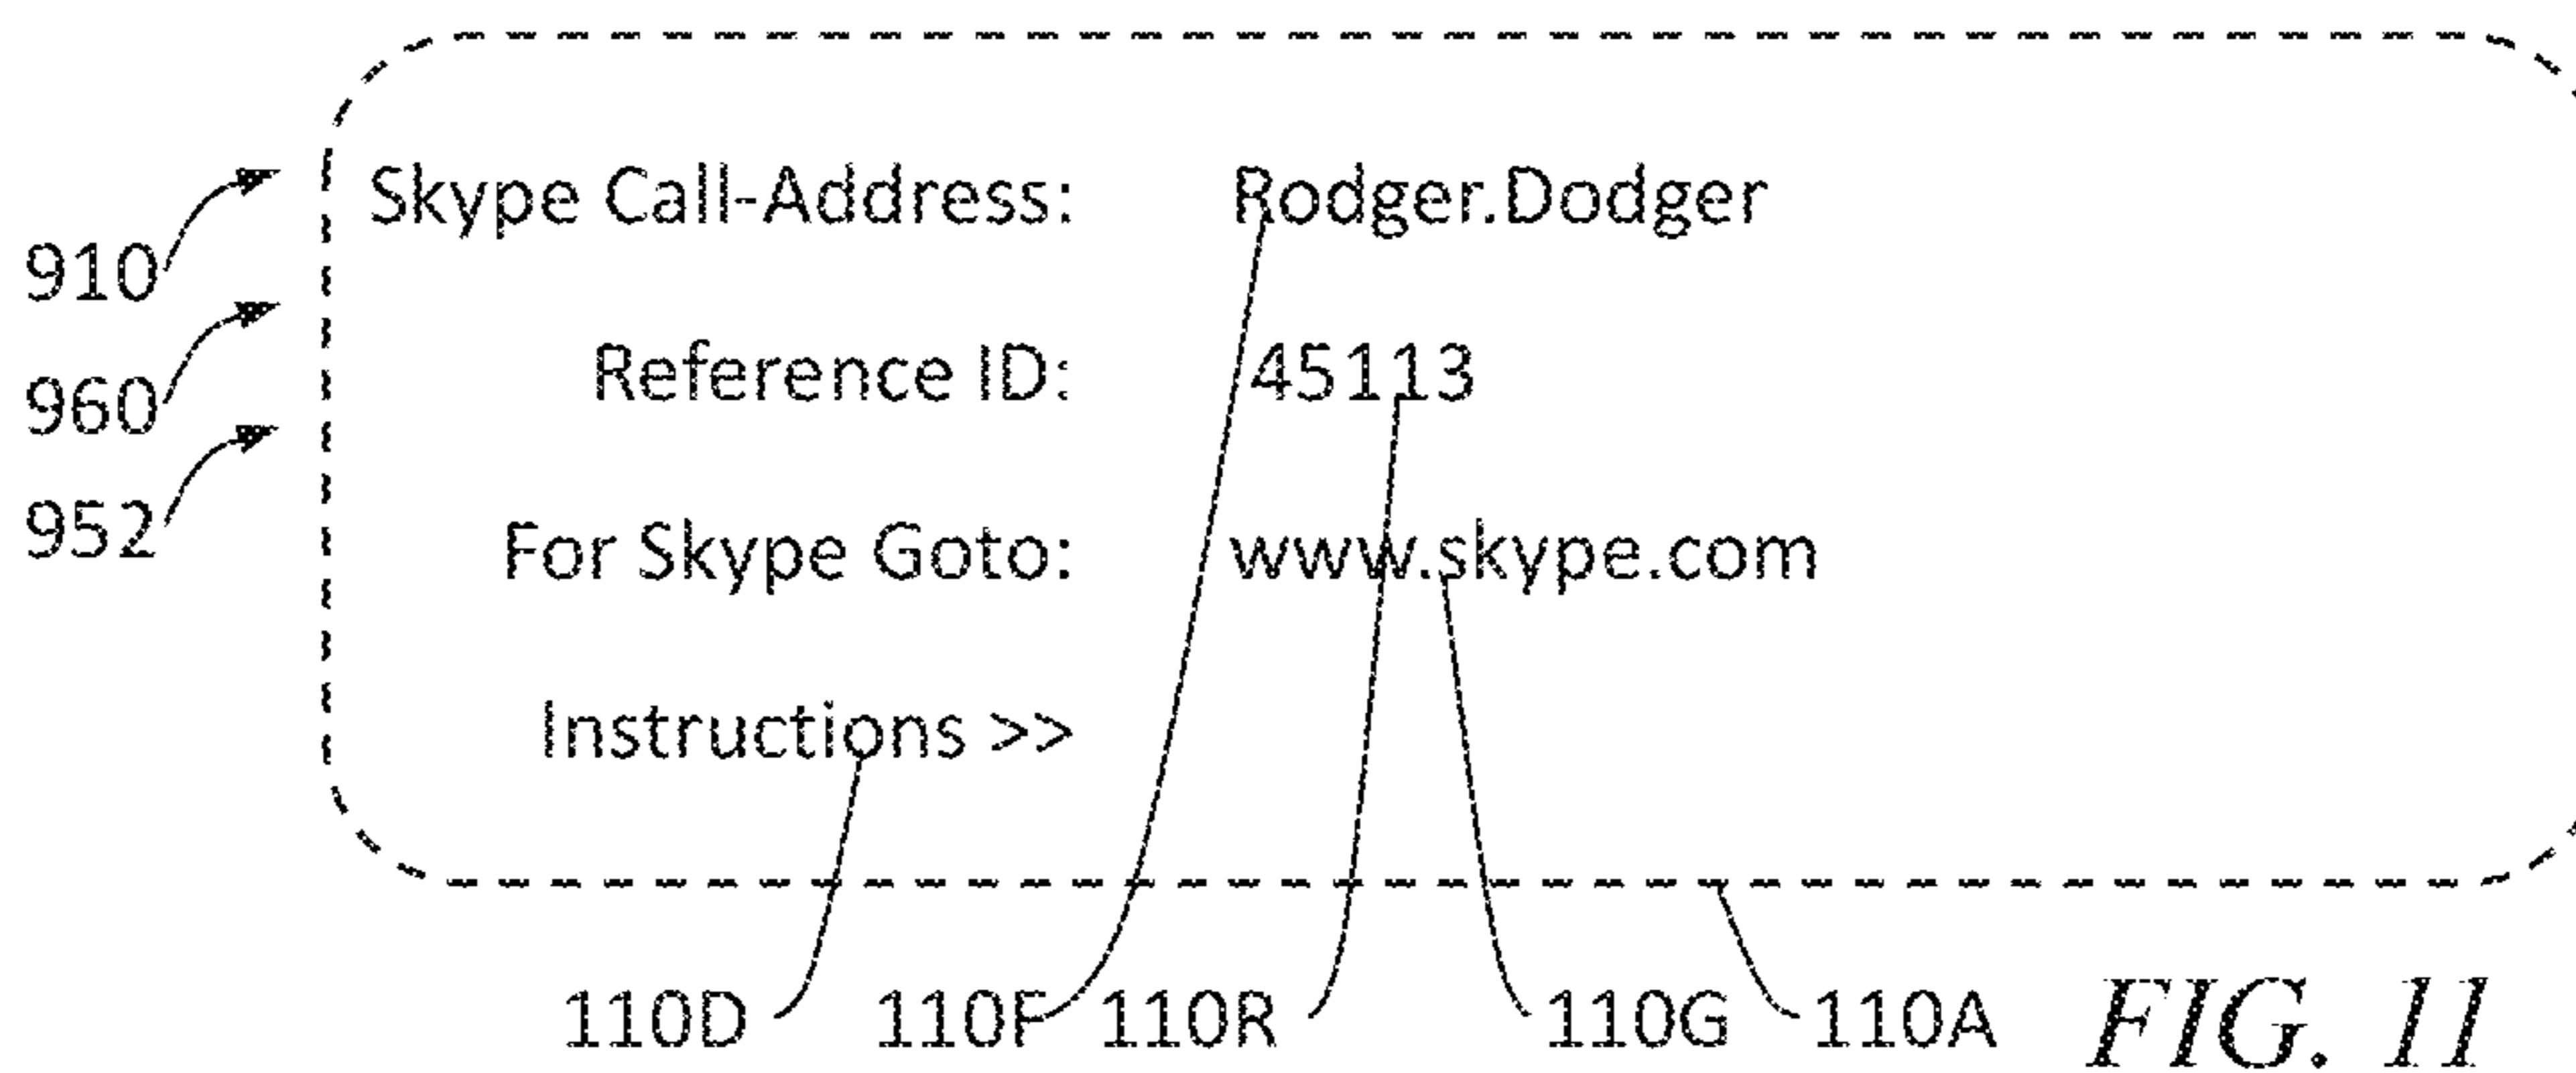 Skype Call-Address: Rodger.Dodger
910
Reference ID: 45113
960
952
For Skype Goto: www.skype.com
Instructions >>
110D 110F 110R 110G 110A FIG. 11